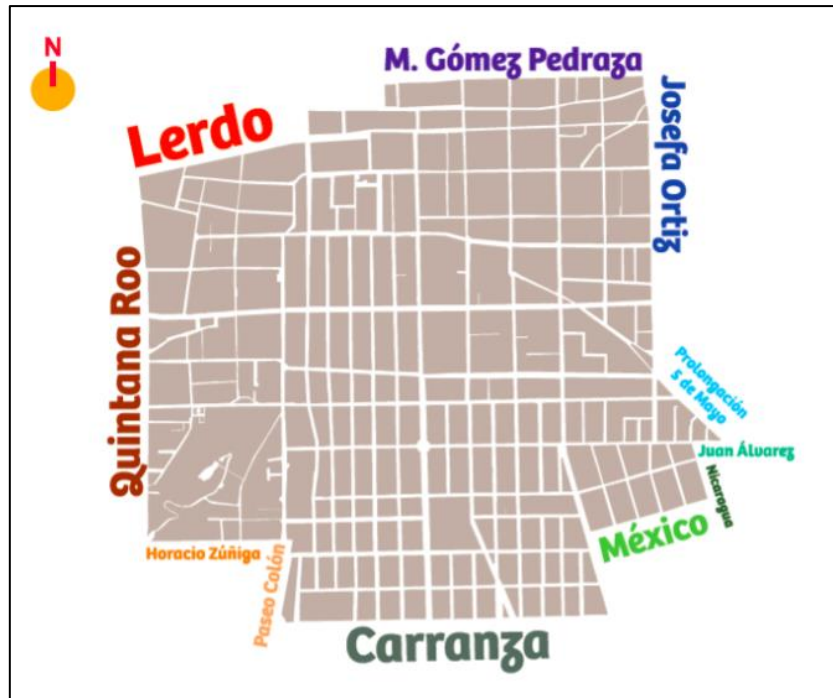 N
M. Gómez Pedraza
Lerdo
Josefa Ortiz
Quintana Roo
Prolongación
5 de Mayo
Juan Álvarez
Nicaragua
México
Horacio Zúñiga
Paseo Colón
Carranza